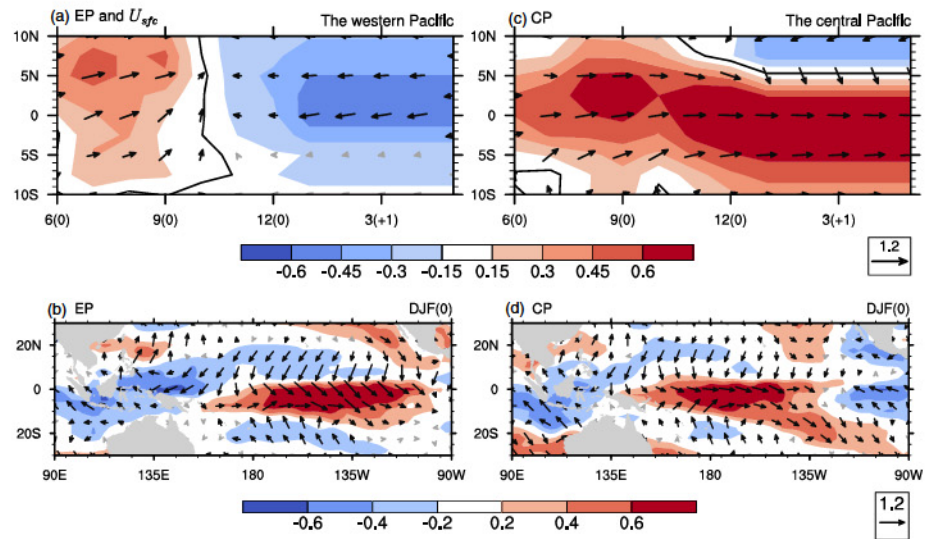 (a) EP and U_sfc The western Pacific
10N
5N
0
5S
10S
6(0) 9(0) 12(0) 3(+1)
(c) CP The central Pacific
10N
5N
0
5S
10S
6(0) 9(0) 12(0) 3(+1)
-0.6 -0.45 -0.3 -0.15 0.15 0.3 0.45 0.6
1.2
(b) EP DJF(0)
20N
0
20S
90E 135E 180 135W 90W
(d) CP DJF(0)
20N
0
20S
90E 135E 180 135W 90W
-0.6 -0.4 -0.2 0.2 0.4 0.6
1.2